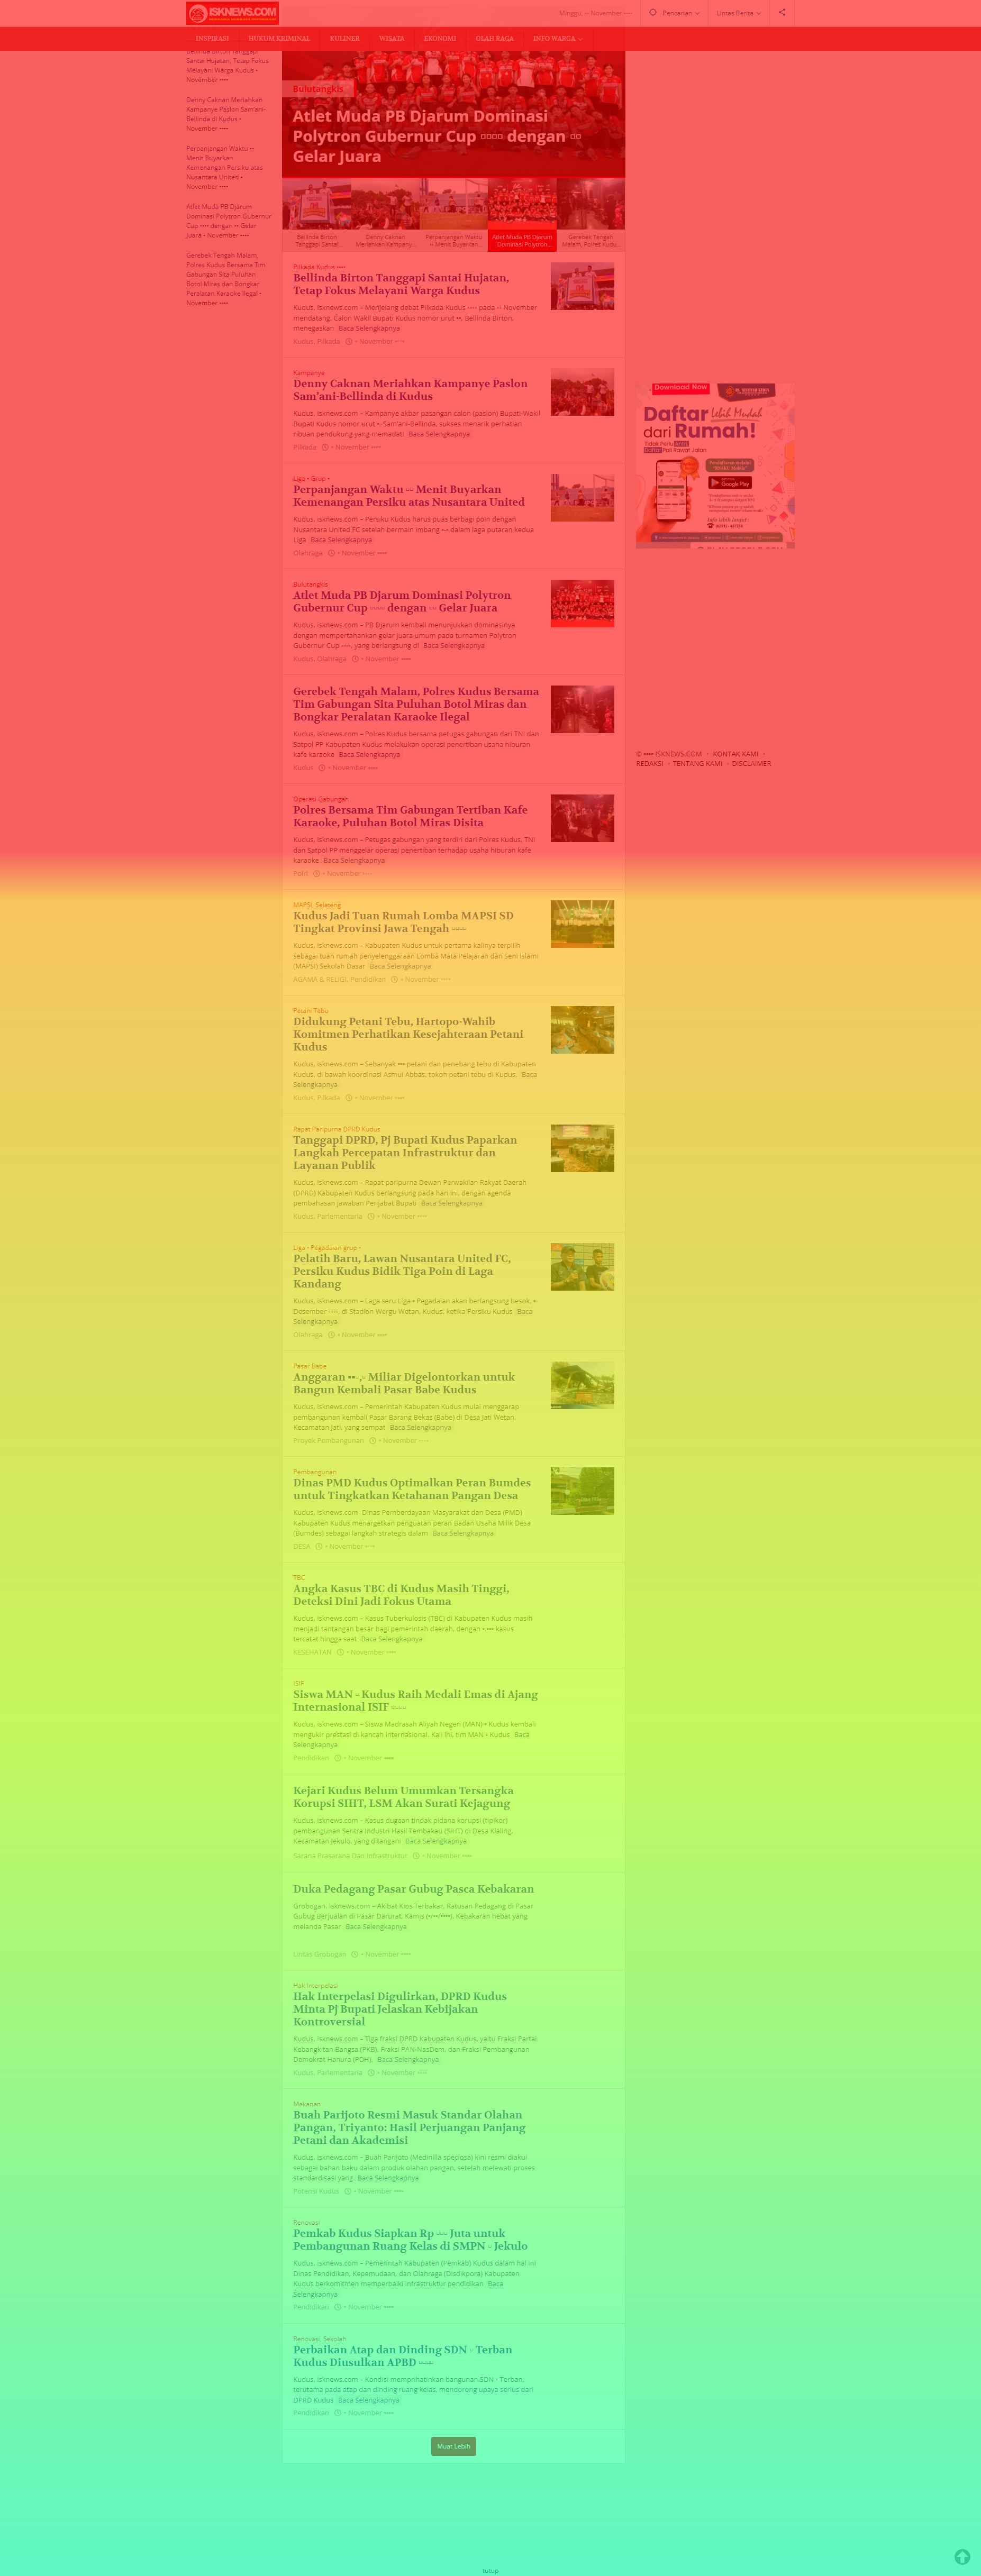 ISKNEWS.COM
Minggu, •• November ••••
Pencarian
Lintas Berita
INSPIRASI HUKUM KRIMINAL KULINER WISATA EKONOMI OLAH RAGA INFO WARGA
Bellinda Birton Tanggapi
Santai Hujatan, Tetap Fokus
Melayani Warga Kudus •
November ••••
Denny Caknan Meriahkan
Kampanye Paslon Sam'ani-
Bellinda di Kudus •
November ••••
Perpanjangan Waktu ••
Menit Buyarkan
Kemenangan Persiku atas
Nusantara United •
November ••••
Atlet Muda PB Djarum
Dominasi Polytron Gubernur
Cup •••• dengan •• Gelar
Juara • November ••••
Gerebek Tengah Malam,
Polres Kudus Bersama Tim
Gabungan Sita Puluhan
Botol Miras dan Bongkar
Peralatan Karaoke Ilegal •
November ••••
Bulutangkis
Atlet Muda PB Djarum Dominasi
Polytron Gubernur Cup •••• dengan ••
Gelar Juara
Bellinda Birton
Tanggapi Santai...
Denny Caknan
Meriahkan Kampany...
Perpanjangan Waktu
•• Menit Buyarkan...
Atlet Muda PB Djarum
Dominasi Polytron...
Gerebek Tengah
Malam, Polres Kudu...
Pilkada Kudus ••••
Bellinda Birton Tanggapi Santai Hujatan,
Tetap Fokus Melayani Warga Kudus
Kudus, isknews.com – Menjelang debat Pilkada Kudus •••• pada •• November
mendatang, Calon Wakil Bupati Kudus nomor urut ••, Bellinda Birton,
menegaskan Baca Selengkapnya
Kudus, Pilkada • November ••••
Kampanye
Denny Caknan Meriahkan Kampanye Paslon
Sam'ani-Bellinda di Kudus
Kudus, isknews.com – Kampanye akbar pasangan calon (paslon) Bupati-Wakil
Bupati Kudus nomor urut •, Sam'ani-Bellinda, sukses menarik perhatian
ribuan pendukung yang memadati Baca Selengkapnya
Pilkada • November ••••
Liga • Grup •
Perpanjangan Waktu •• Menit Buyarkan
Kemenangan Persiku atas Nusantara United
Kudus, isknews.com – Persiku Kudus harus puas berbagi poin dengan
Nusantara United FC setelah bermain imbang •-• dalam laga putaran kedua
Liga Baca Selengkapnya
Olahraga • November ••••
Bulutangkis
Atlet Muda PB Djarum Dominasi Polytron
Gubernur Cup •••• dengan •• Gelar Juara
Kudus, isknews.com – PB Djarum kembali menunjukkan dominasinya
dengan mempertahankan gelar juara umum pada turnamen Polytron
Gubernur Cup ••••, yang berlangsung di Baca Selengkapnya
Kudus, Olahraga • November ••••
Gerebek Tengah Malam, Polres Kudus Bersama
Tim Gabungan Sita Puluhan Botol Miras dan
Bongkar Peralatan Karaoke Ilegal
Kudus, isknews.com – Polres Kudus bersama petugas gabungan dari TNI dan
Satpol PP Kabupaten Kudus melakukan operasi penertiban usaha hiburan
kafe karaoke Baca Selengkapnya
Kudus • November ••••
Operasi Gabungan
Polres Bersama Tim Gabungan Tertiban Kafe
Karaoke, Puluhan Botol Miras Disita
Kudus, isknews.com – Petugas gabungan yang terdiri dari Polres Kudus, TNI
dan Satpol PP menggelar operasi penertiban terhadap usaha hiburan kafe
karaoke Baca Selengkapnya
Polri • November ••••
MAPSI, Sejateng
Kudus Jadi Tuan Rumah Lomba MAPSI SD
Tingkat Provinsi Jawa Tengah ••••
Kudus, isknews.com – Kabupaten Kudus untuk pertama kalinya terpilih
sebagai tuan rumah penyelenggaraan Lomba Mata Pelajaran dan Seni Islami
(MAPSI) Sekolah Dasar Baca Selengkapnya
AGAMA & RELIGI, Pendidikan • November ••••
Petani Tebu
Didukung Petani Tebu, Hartopo-Wahib
Komitmen Perhatikan Kesejahteraan Petani
Kudus
Kudus, isknews.com – Sebanyak ••• petani dan penebang tebu di Kabupaten
Kudus, di bawah koordinasi Asmui Abbas, tokoh petani tebu di Kudus, Baca
Selengkapnya
Kudus, Pilkada • November ••••
Rapat Paripurna DPRD Kudus
Tanggapi DPRD, Pj Bupati Kudus Paparkan
Langkah Percepatan Infrastruktur dan
Layanan Publik
Kudus, isknews.com – Rapat paripurna Dewan Perwakilan Rakyat Daerah
(DPRD) Kabupaten Kudus berlangsung pada hari ini, dengan agenda
pembahasan jawaban Penjabat Bupati Baca Selengkapnya
Kudus, Parlementaria • November ••••
Liga • Pegadaian grup •
Pelatih Baru, Lawan Nusantara United FC,
Persiku Kudus Bidik Tiga Poin di Laga
Kandang
Kudus, isknews.com – Laga seru Liga • Pegadaian akan berlangsung besok, •
Desember ••••, di Stadion Wergu Wetan, Kudus, ketika Persiku Kudus Baca
Selengkapnya
Olahraga • November ••••
Pasar Babe
Anggaran •••,• Miliar Digelontorkan untuk
Bangun Kembali Pasar Babe Kudus
Kudus, isknews.com – Pemerintah Kabupaten Kudus mulai menggarap
pembangunan kembali Pasar Barang Bekas (Babe) di Desa Jati Wetan,
Kecamatan Jati, yang sempat Baca Selengkapnya
Proyek Pembangunan • November ••••
Pembangunan
Dinas PMD Kudus Optimalkan Peran Bumdes
untuk Tingkatkan Ketahanan Pangan Desa
Kudus, isknews.com- Dinas Pemberdayaan Masyarakat dan Desa (PMD)
Kabupaten Kudus menargetkan penguatan peran Badan Usaha Milik Desa
(Bumdes) sebagai langkah strategis dalam Baca Selengkapnya
DESA • November ••••
TBC
Angka Kasus TBC di Kudus Masih Tinggi,
Deteksi Dini Jadi Fokus Utama
Kudus, isknews.com – Kasus Tuberkulosis (TBC) di Kabupaten Kudus masih
menjadi tantangan besar bagi pemerintah daerah, dengan •.••• kasus
tercatat hingga saat Baca Selengkapnya
KESEHATAN • November ••••
ISIF
Siswa MAN • Kudus Raih Medali Emas di Ajang
Internasional ISIF ••••
Kudus, isknews.com – Siswa Madrasah Aliyah Negeri (MAN) • Kudus kembali
mengukir prestasi di kancah internasional. Kali ini, tim MAN • Kudus Baca
Selengkapnya
Pendidikan • November ••••
Kejari Kudus Belum Umumkan Tersangka
Korupsi SIHT, LSM Akan Surati Kejagung
Kudus, isknews.com – Kasus dugaan tindak pidana korupsi (tipikor)
pembangunan Sentra Industri Hasil Tembakau (SIHT) di Desa Klaling,
Kecamatan Jekulo, yang ditangani Baca Selengkapnya
Sarana Prasarana Dan Infrastruktur • November ••••
Duka Pedagang Pasar Gubug Pasca Kebakaran
Grobogan, isknews.com – Akibat Kios Terbakar, Ratusan Pedagang di Pasar
Gubug Berjualan di Pasar Darurat, Kamis (•/••/••••). Kebakaran hebat yang
melanda Pasar Baca Selengkapnya
Lintas Grobogan • November ••••
Hak Interpelasi
Hak Interpelasi Digulirkan, DPRD Kudus
Minta Pj Bupati Jelaskan Kebijakan
Kontroversial
Kudus, isknews.com – Tiga fraksi DPRD Kabupaten Kudus, yaitu Fraksi Partai
Kebangkitan Bangsa (PKB), Fraksi PAN-NasDem, dan Fraksi Pembangunan
Demokrat Hanura (PDH), Baca Selengkapnya
Kudus, Parlementaria • November ••••
Makanan
Buah Parijoto Resmi Masuk Standar Olahan
Pangan, Triyanto: Hasil Perjuangan Panjang
Petani dan Akademisi
Kudus, isknews.com – Buah Parijoto (Medinilla speciosa) kini resmi diakui
sebagai bahan baku dalam produk olahan pangan, setelah melewati proses
standardisasi yang Baca Selengkapnya
Potensi Kudus • November ••••
Renovasi
Pemkab Kudus Siapkan Rp ••• Juta untuk
Pembangunan Ruang Kelas di SMPN • Jekulo
Kudus, isknews.com – Pemerintah Kabupaten (Pemkab) Kudus dalam hal ini
Dinas Pendidikan, Kepemudaan, dan Olahraga (Disdikpora) Kabupaten
Kudus berkomitmen memperbaiki infrastruktur pendidikan Baca
Selengkapnya
Pendidikan • November ••••
Renovasi, Sekolah
Perbaikan Atap dan Dinding SDN • Terban
Kudus Diusulkan APBD ••••
Kudus, isknews.com – Kondisi memprihatinkan bangunan SDN • Terban,
terutama pada atap dan dinding ruang kelas, mendorong upaya serius dari
DPRD Kudus Baca Selengkapnya
Pendidikan • November ••••
Muat Lebih
Download Now
Daftar Lebih Mudah
dari Rumah!
Tidak Perlu Antri,
Daftar Poli Rawat Jalan
Google Play
© •••• ISKNEWS.COM • KONTAK KAMI •
REDAKSI • TENTANG KAMI • DISCLAIMER
tutup